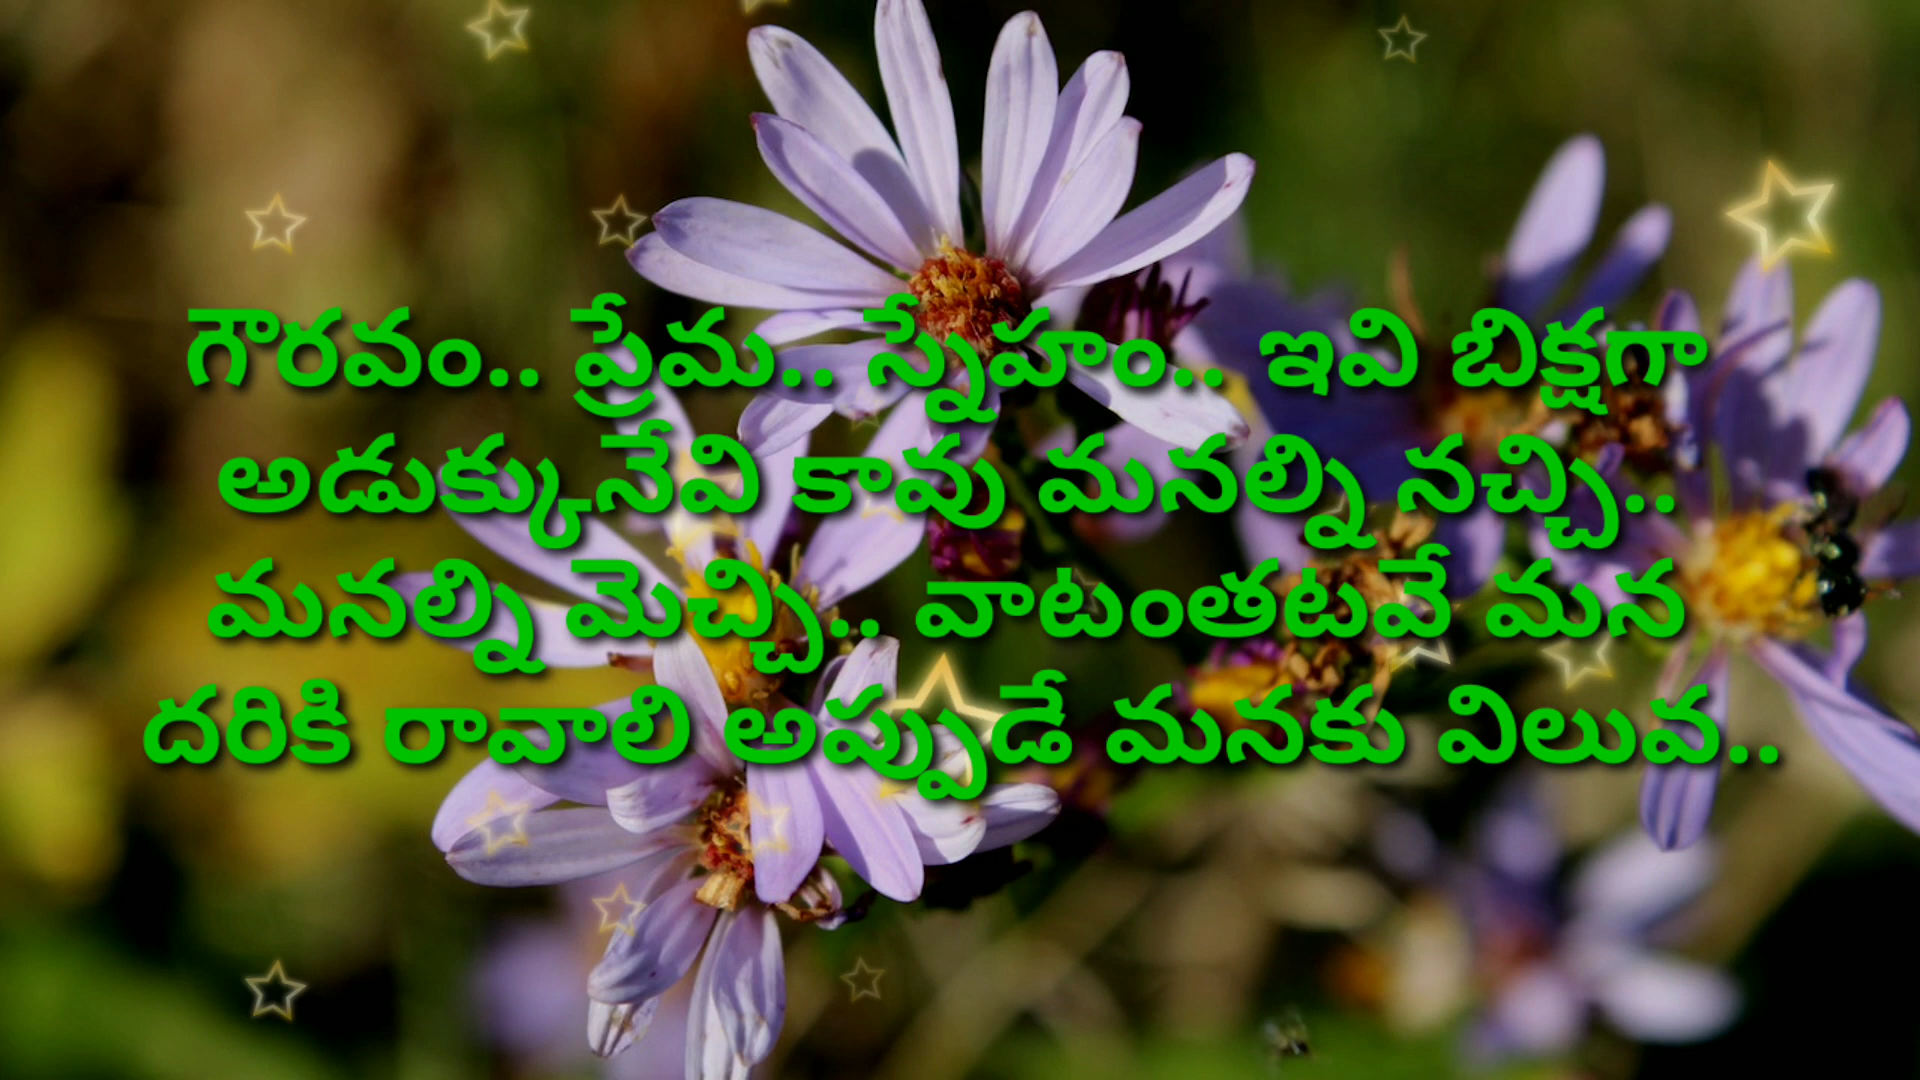 గౌరవం.. ప్రేమ.. స్నేహం.. ఇవి బిక్షగా
అడుక్కునేవి కావు మనల్ని నచ్చి..
మనల్ని మెచ్చి.. వాటంతటవే మన
దరికి రావాలి అప్పుడే మనకు విలువ..